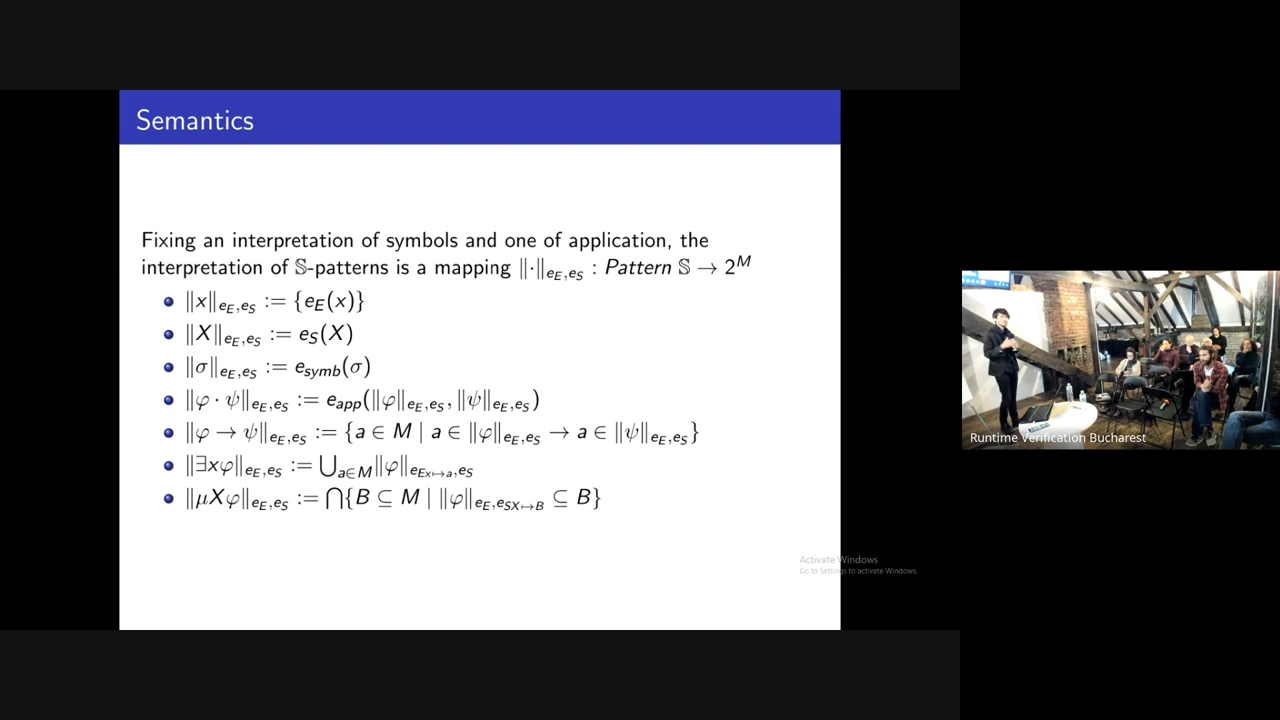 Semantics
Fixing an interpretation of symbols and one of application, the
interpretation of 𝕊-patterns is a mapping ‖·‖_{e_E,e_S} : Pattern 𝕊 → 2^M
‖x‖_{e_E,e_S} := {e_E(x)}
‖X‖_{e_E,e_S} := e_S(X)
‖σ‖_{e_E,e_S} := e_{symb}(σ)
‖φ · ψ‖_{e_E,e_S} := e_{app}(‖φ‖_{e_E,e_S}, ‖ψ‖_{e_E,e_S})
‖φ → ψ‖_{e_E,e_S} := {a ∈ M | a ∈ ‖φ‖_{e_E,e_S} → a ∈ ‖ψ‖_{e_E,e_S}}
‖∃xφ‖_{e_E,e_S} := ⋃_{a∈M}‖φ‖_{e_{E x↦a},e_S}
‖μXφ‖_{e_E,e_S} := ⋂{B ⊆ M | ‖φ‖_{e_E,e_{S X↦B}} ⊆ B}
Activate Windows
Go to Settings to activate Windows.
Runtime Verification Bucharest